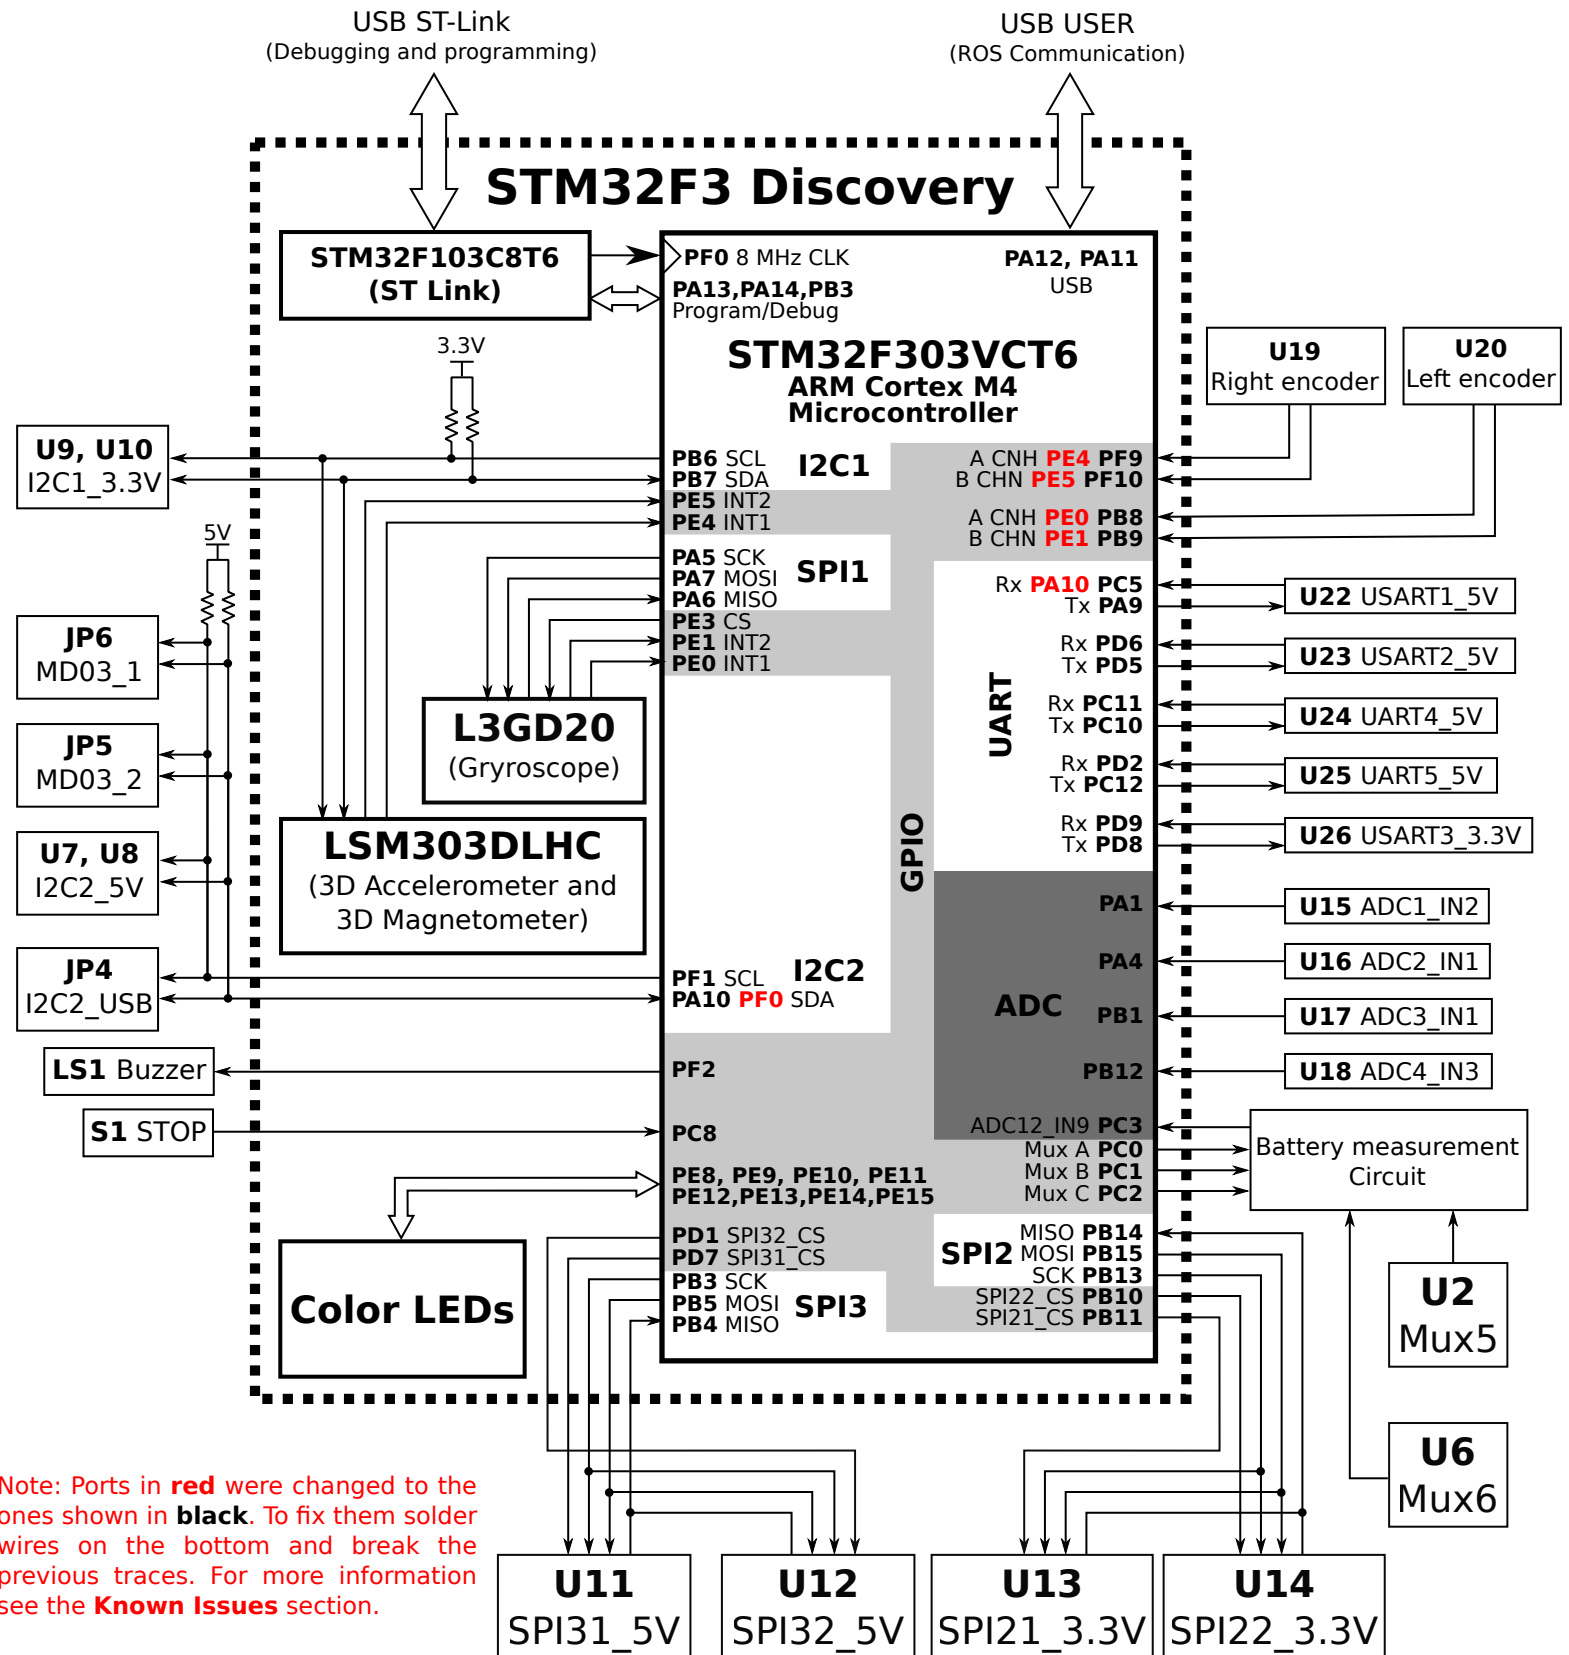 USB ST-Link
(Debugging and programming)
USB USER
(ROS Communication)
STM32F3 Discovery
STM32F103C8T6
(ST Link)
PF0 8 MHz CLK
PA13,PA14,PB3
Program/Debug
PA12, PA11
USB
STM32F303VCT6
ARM Cortex M4
Microcontroller
3.3V
U9, U10
I2C1_3.3V
PB6 SCL
PB7 SDA
I2C1
PE5 INT2
PE4 INT1
PA5 SCK
PA7 MOSI
PA6 MISO
SPI1
PE3 CS
PE1 INT2
PE0 INT1
5V
JP6
MD03_1
JP5
MD03_2
U7, U8
I2C2_5V
JP4
I2C2_USB
L3GD20
(Gryroscope)
LSM303DLHC
(3D Accelerometer and
3D Magnetometer)
PF1 SCL
PA10 PF0 SDA
I2C2
LS1 Buzzer
PF2
S1 STOP
PC8
PE8, PE9, PE10, PE11
PE12,PE13,PE14,PE15
Color LEDs
PD1 SPI32_CS
PD7 SPI31_CS
PB3 SCK
PB5 MOSI
PB4 MISO
SPI3
GPIO
U19
Right encoder
U20
Left encoder
A CNH PE4 PF9
B CHN PE5 PF10
A CNH PE0 PB8
B CHN PE1 PB9
UART
Rx PA10 PC5
Tx PA9
U22 USART1_5V
Rx PD6
Tx PD5
U23 USART2_5V
Rx PC11
Tx PC10
U24 UART4_5V
Rx PD2
Tx PC12
U25 UART5_5V
Rx PD9
Tx PD8
U26 USART3_3.3V
ADC
PA1
U15 ADC1_IN2
PA4
U16 ADC2_IN1
PB1
U17 ADC3_IN1
PB12
U18 ADC4_IN3
ADC12_IN9 PC3
Mux A PC0
Mux B PC1
Mux C PC2
Battery measurement
Circuit
SPI2
MISO PB14
MOSI PB15
SCK PB13
SPI22_CS PB10
SPI21_CS PB11
U2
Mux5
U6
Mux6
Note: Ports in red were changed to the
ones shown in black. To fix them solder
wires on the bottom and break the
previous traces. For more information
see the Known Issues section.
U11
SPI31_5V
U12
SPI32_5V
U13
SPI21_3.3V
U14
SPI22_3.3V